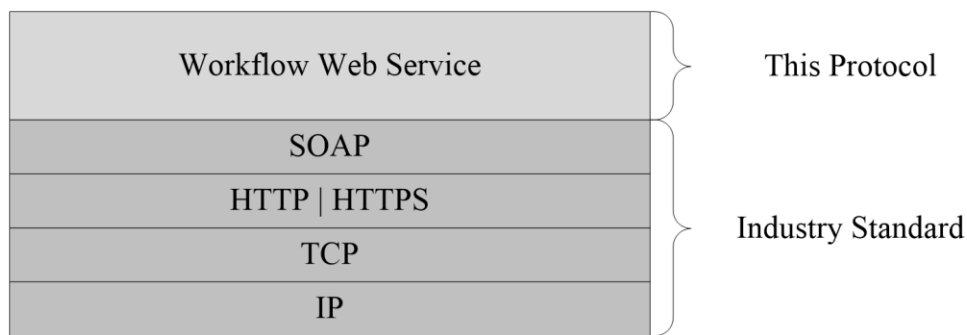 Workflow Web Service
This Protocol
SOAP
HTTP | HTTPS
TCP
IP
Industry Standard